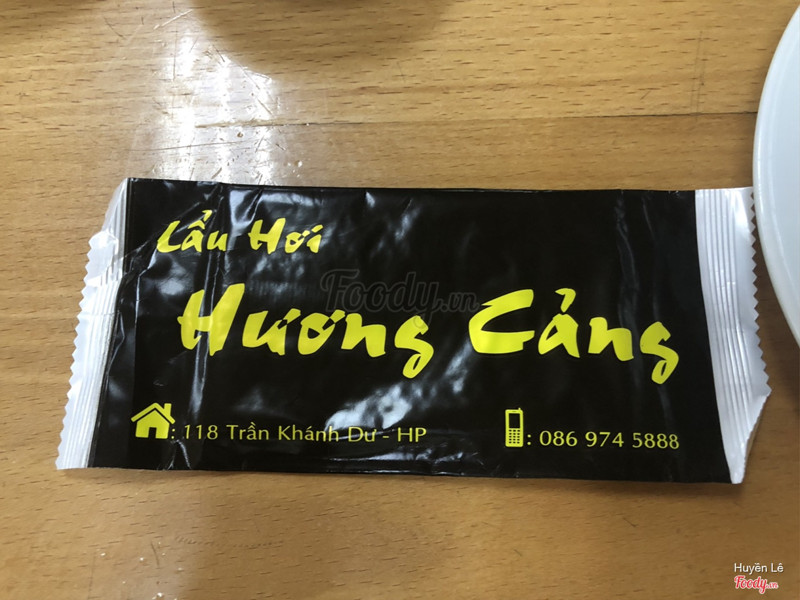 Lẩu Hơi
Hương Cảng
Foody.vn
: 118 Trần Khánh Dư - HP
: 086 974 5888
Huyền Lê
Foody.vn